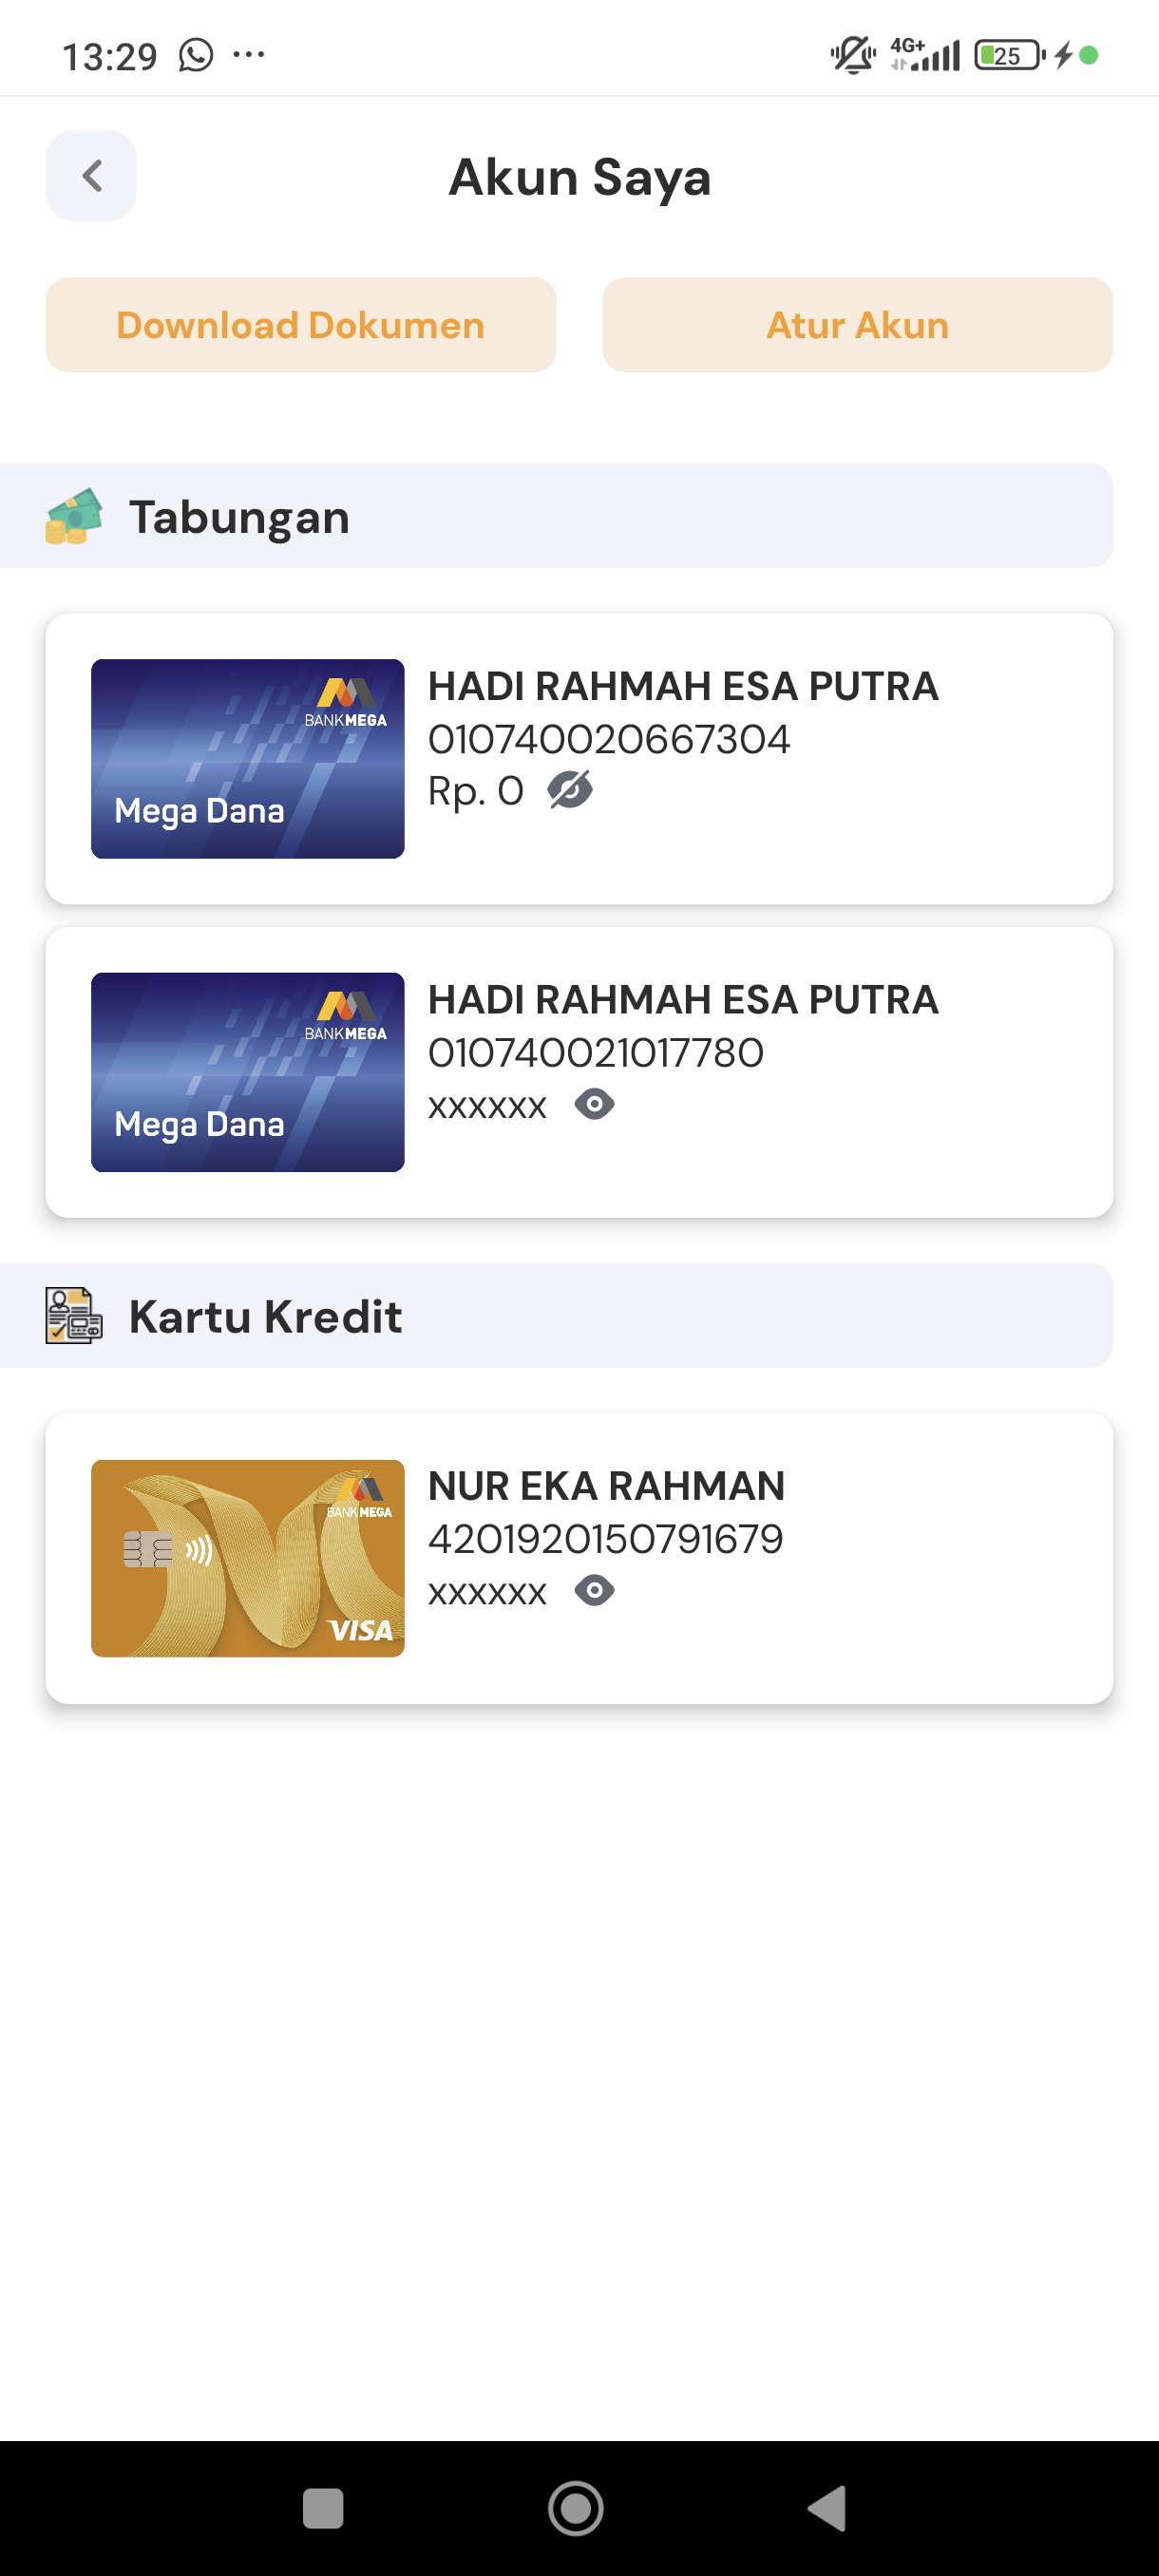 13:29
4G+
25
Akun Saya
Download Dokumen
Atur Akun
Tabungan
BANKMEGA
Mega Dana
HADI RAHMAH ESA PUTRA
010740020667304
Rp. 0
BANKMEGA
Mega Dana
HADI RAHMAH ESA PUTRA
010740021017780
xxxxxx
Kartu Kredit
BANKMEGA
VISA
NUR EKA RAHMAN
4201920150791679
xxxxxx